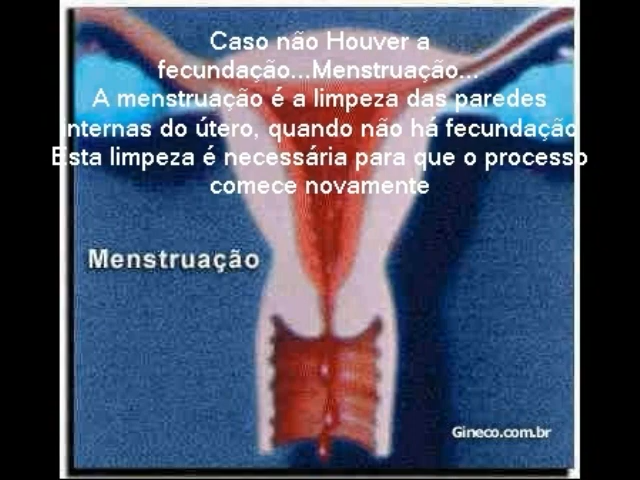 Caso não Houver a
fecundação...Menstruação...
A menstruação é a limpeza das paredes
internas do útero, quando não há fecundação
Esta limpeza é necessária para que o processo
comece novamente
Menstruação
Gineco.com.br